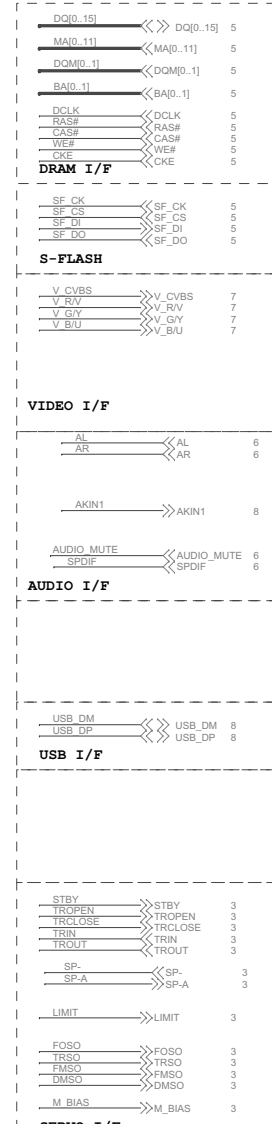 DQ[0..15] DQ[0..15] 5
MA[0..11] MA[0..11] 5
DQM[0..1] DQM[0..1] 5
BA[0..1] BA[0..1] 5
DCLK DCLK 5
RAS# RAS# 5
CAS# CAS# 5
WE# WE# 5
CKE CKE 5
DRAM I/F
SF_CK SF_CK 5
SF_CS SF_CS 5
SF_DI SF_DI 5
SF_DO SF_DO 5
S-FLASH
V_CVBS V_CVBS 7
V_R/V V_R/V 7
V_G/Y V_G/Y 7
V_B/U V_B/U 7
VIDEO I/F
AL AL 6
AR AR 6
AKIN1 AKIN1 8
AUDIO_MUTE AUDIO_MUTE 6
SPDIF SPDIF 6
AUDIO I/F
USB_DM USB_DM 8
USB_DP USB_DP 8
USB I/F
STBY STBY 3
TROPEN TROPEN 3
TRCLOSE TRCLOSE 3
TRIN TRIN 3
TROUT TROUT 3
SP- SP- 3
SP-A SP-A 3
LIMIT LIMIT 3
FOSO FOSO 3
TRSO TRSO 3
FMSO FMSO 3
DMSO DMSO 3
M_BIAS M_BIAS 3
SERVO I/F